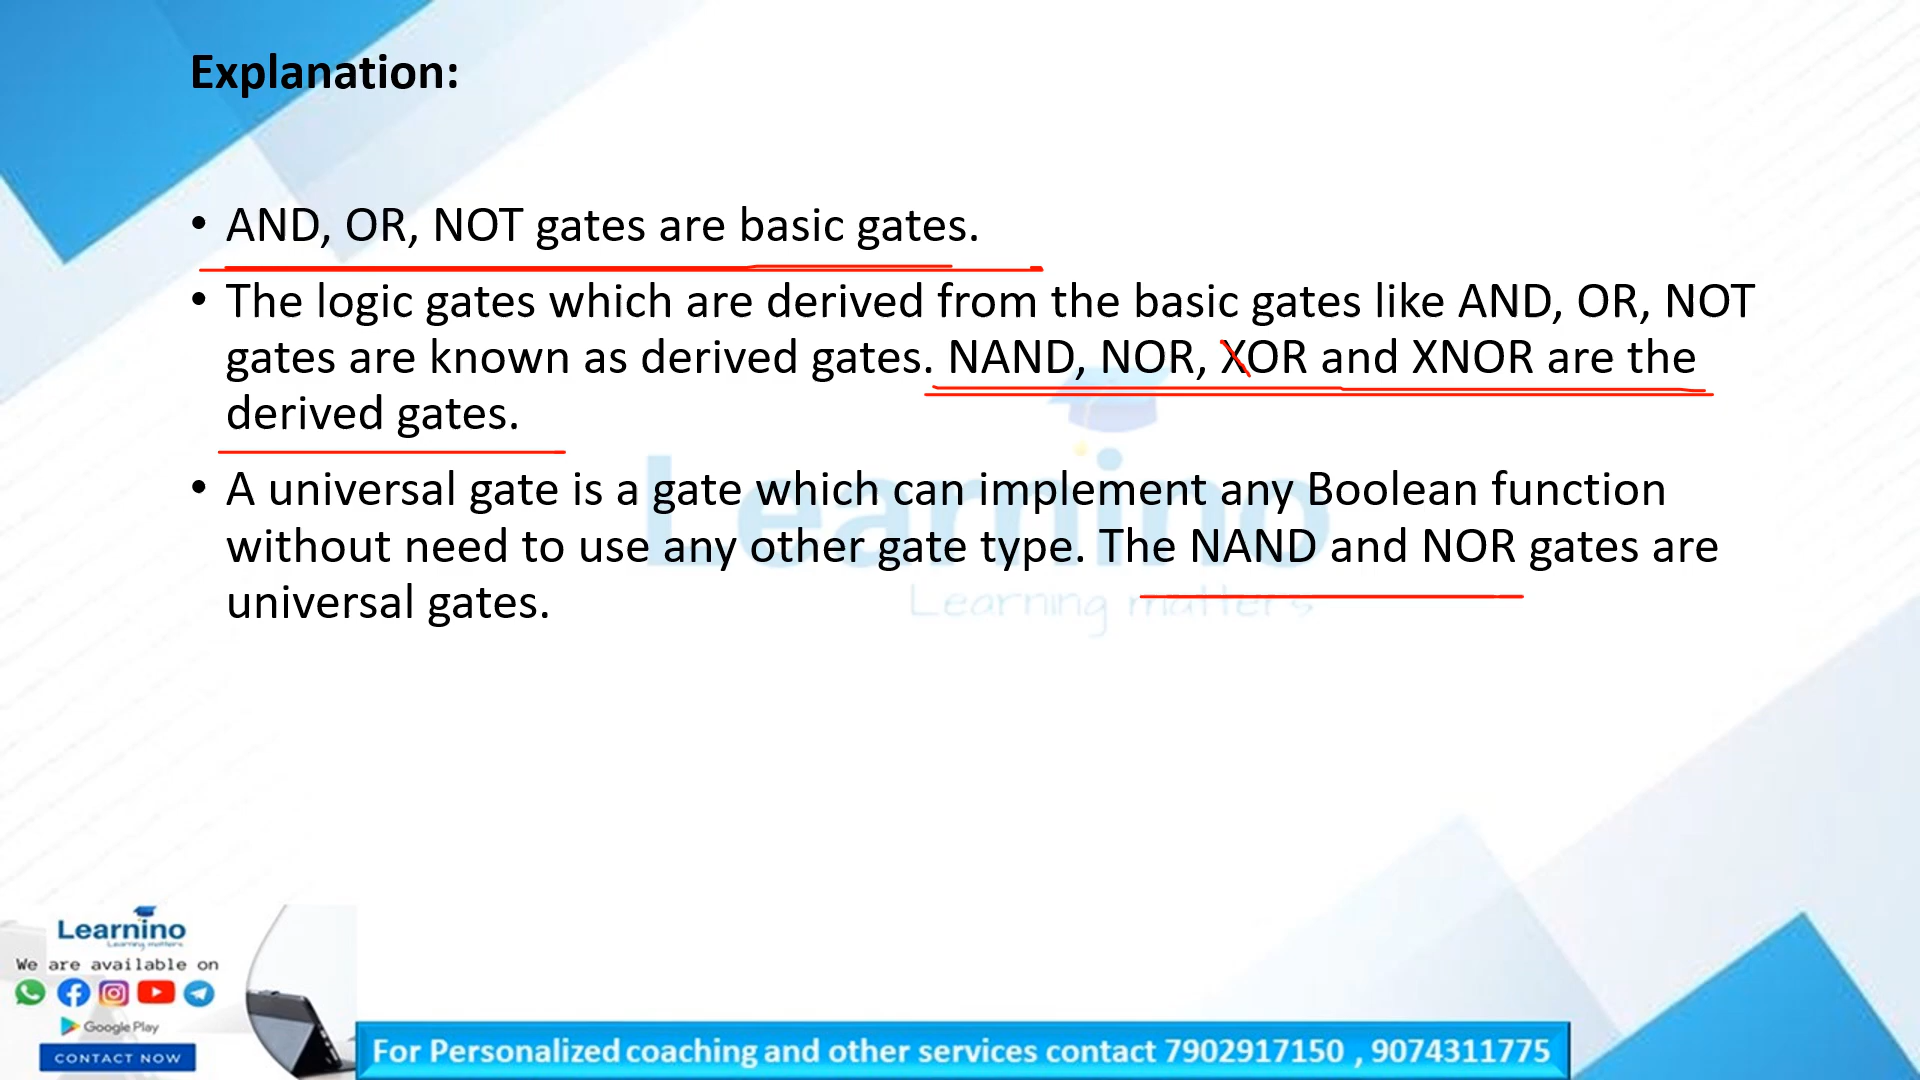 Explanation:
• AND, OR, NOT gates are basic gates.
• The logic gates which are derived from the basic gates like AND, OR, NOT
gates are known as derived gates. NAND, NOR, XOR and XNOR are the
derived gates.
• A universal gate is a gate which can implement any Boolean function
without need to use any other gate type. The NAND and NOR gates are
universal gates.
Learnino
Learning matters
Learnino
Learning matters
We are available on
Google Play
CONTACT NOW
For Personalized coaching and other services contact 7902917150 , 9074311775